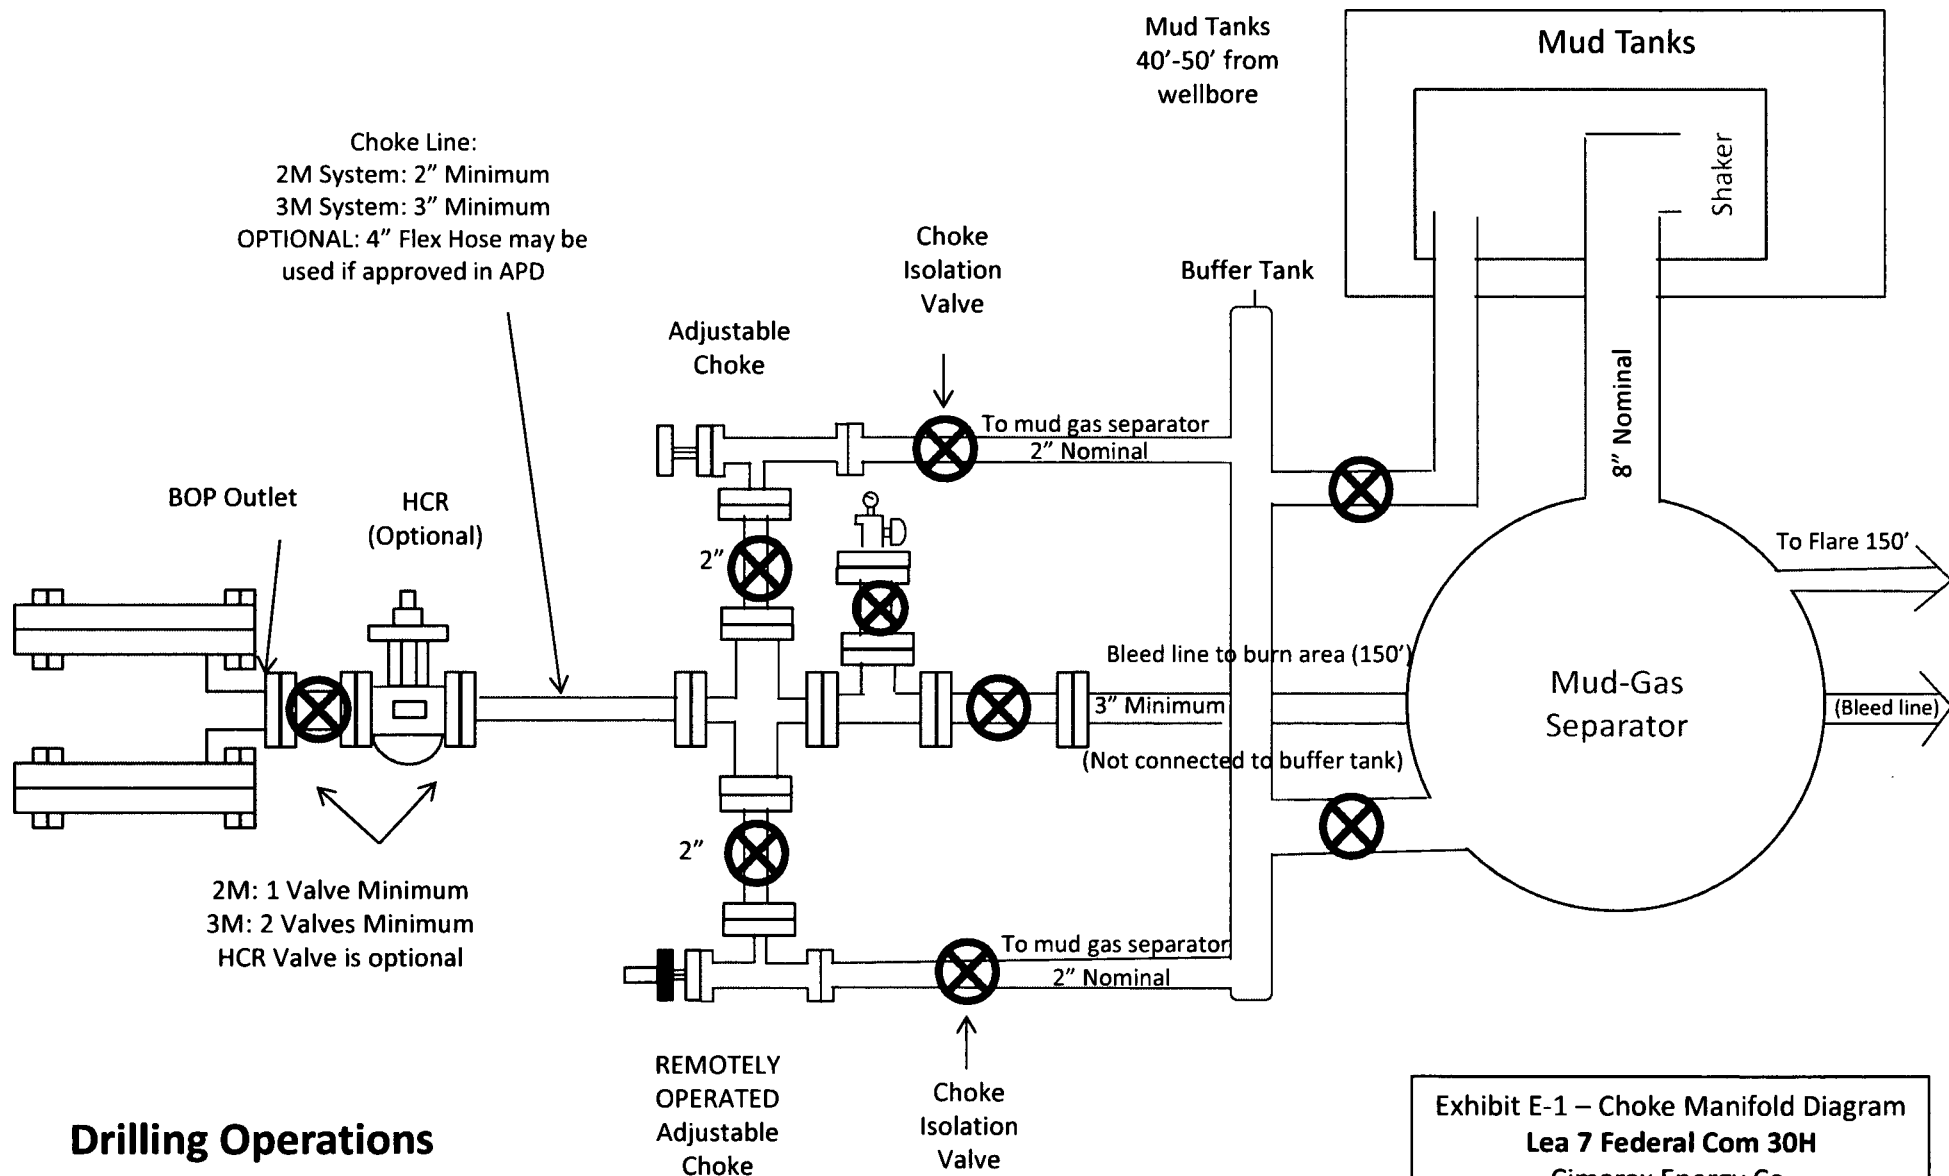 Mud Tanks
40'-50' from
wellbore
Mud Tanks
Shaker
Choke Line:
2M System: 2" Minimum
3M System: 3" Minimum
OPTIONAL: 4" Flex Hose may be
used if approved in APD
Choke
Isolation
Valve
Buffer Tank
Adjustable
Choke
8" Nominal
To mud gas separator
2" Nominal
BOP Outlet
HCR
(Optional)
2"
To Flare 150'
Bleed line to burn area (150')
3" Minimum
(Not connected to buffer tank)
Mud-Gas
Separator
(Bleed line)
2"
2M: 1 Valve Minimum
3M: 2 Valves Minimum
HCR Valve is optional
To mud gas separator
2" Nominal
REMOTELY
OPERATED
Adjustable
Choke
Choke
Isolation
Valve
Drilling Operations
Exhibit E-1 – Choke Manifold Diagram
Lea 7 Federal Com 30H
Cimarex Energy Co.